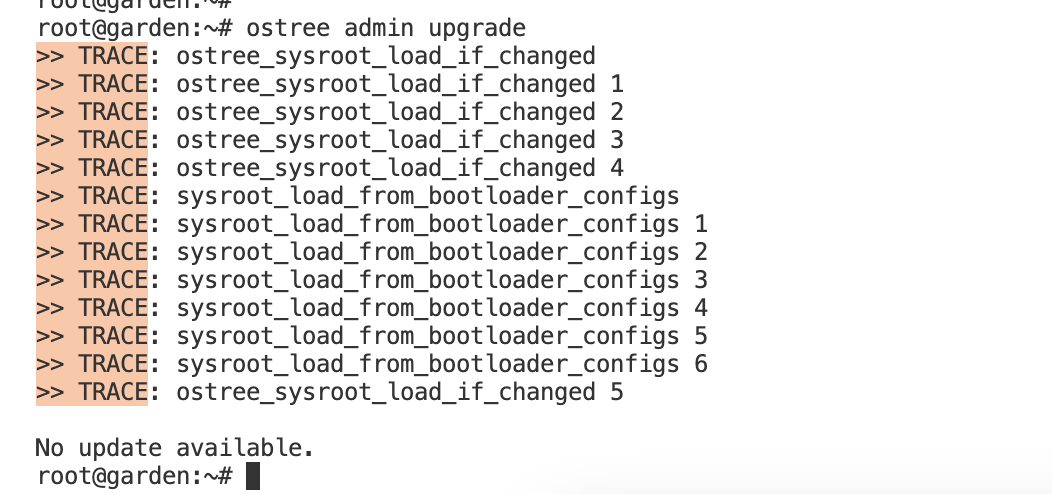 root@garden:~#
root@garden:~# ostree admin upgrade
>> TRACE: ostree_sysroot_load_if_changed
>> TRACE: ostree_sysroot_load_if_changed 1
>> TRACE: ostree_sysroot_load_if_changed 2
>> TRACE: ostree_sysroot_load_if_changed 3
>> TRACE: ostree_sysroot_load_if_changed 4
>> TRACE: sysroot_load_from_bootloader_configs
>> TRACE: sysroot_load_from_bootloader_configs 1
>> TRACE: sysroot_load_from_bootloader_configs 2
>> TRACE: sysroot_load_from_bootloader_configs 3
>> TRACE: sysroot_load_from_bootloader_configs 4
>> TRACE: sysroot_load_from_bootloader_configs 5
>> TRACE: sysroot_load_from_bootloader_configs 6
>> TRACE: ostree_sysroot_load_if_changed 5
No update available.
root@garden:~#